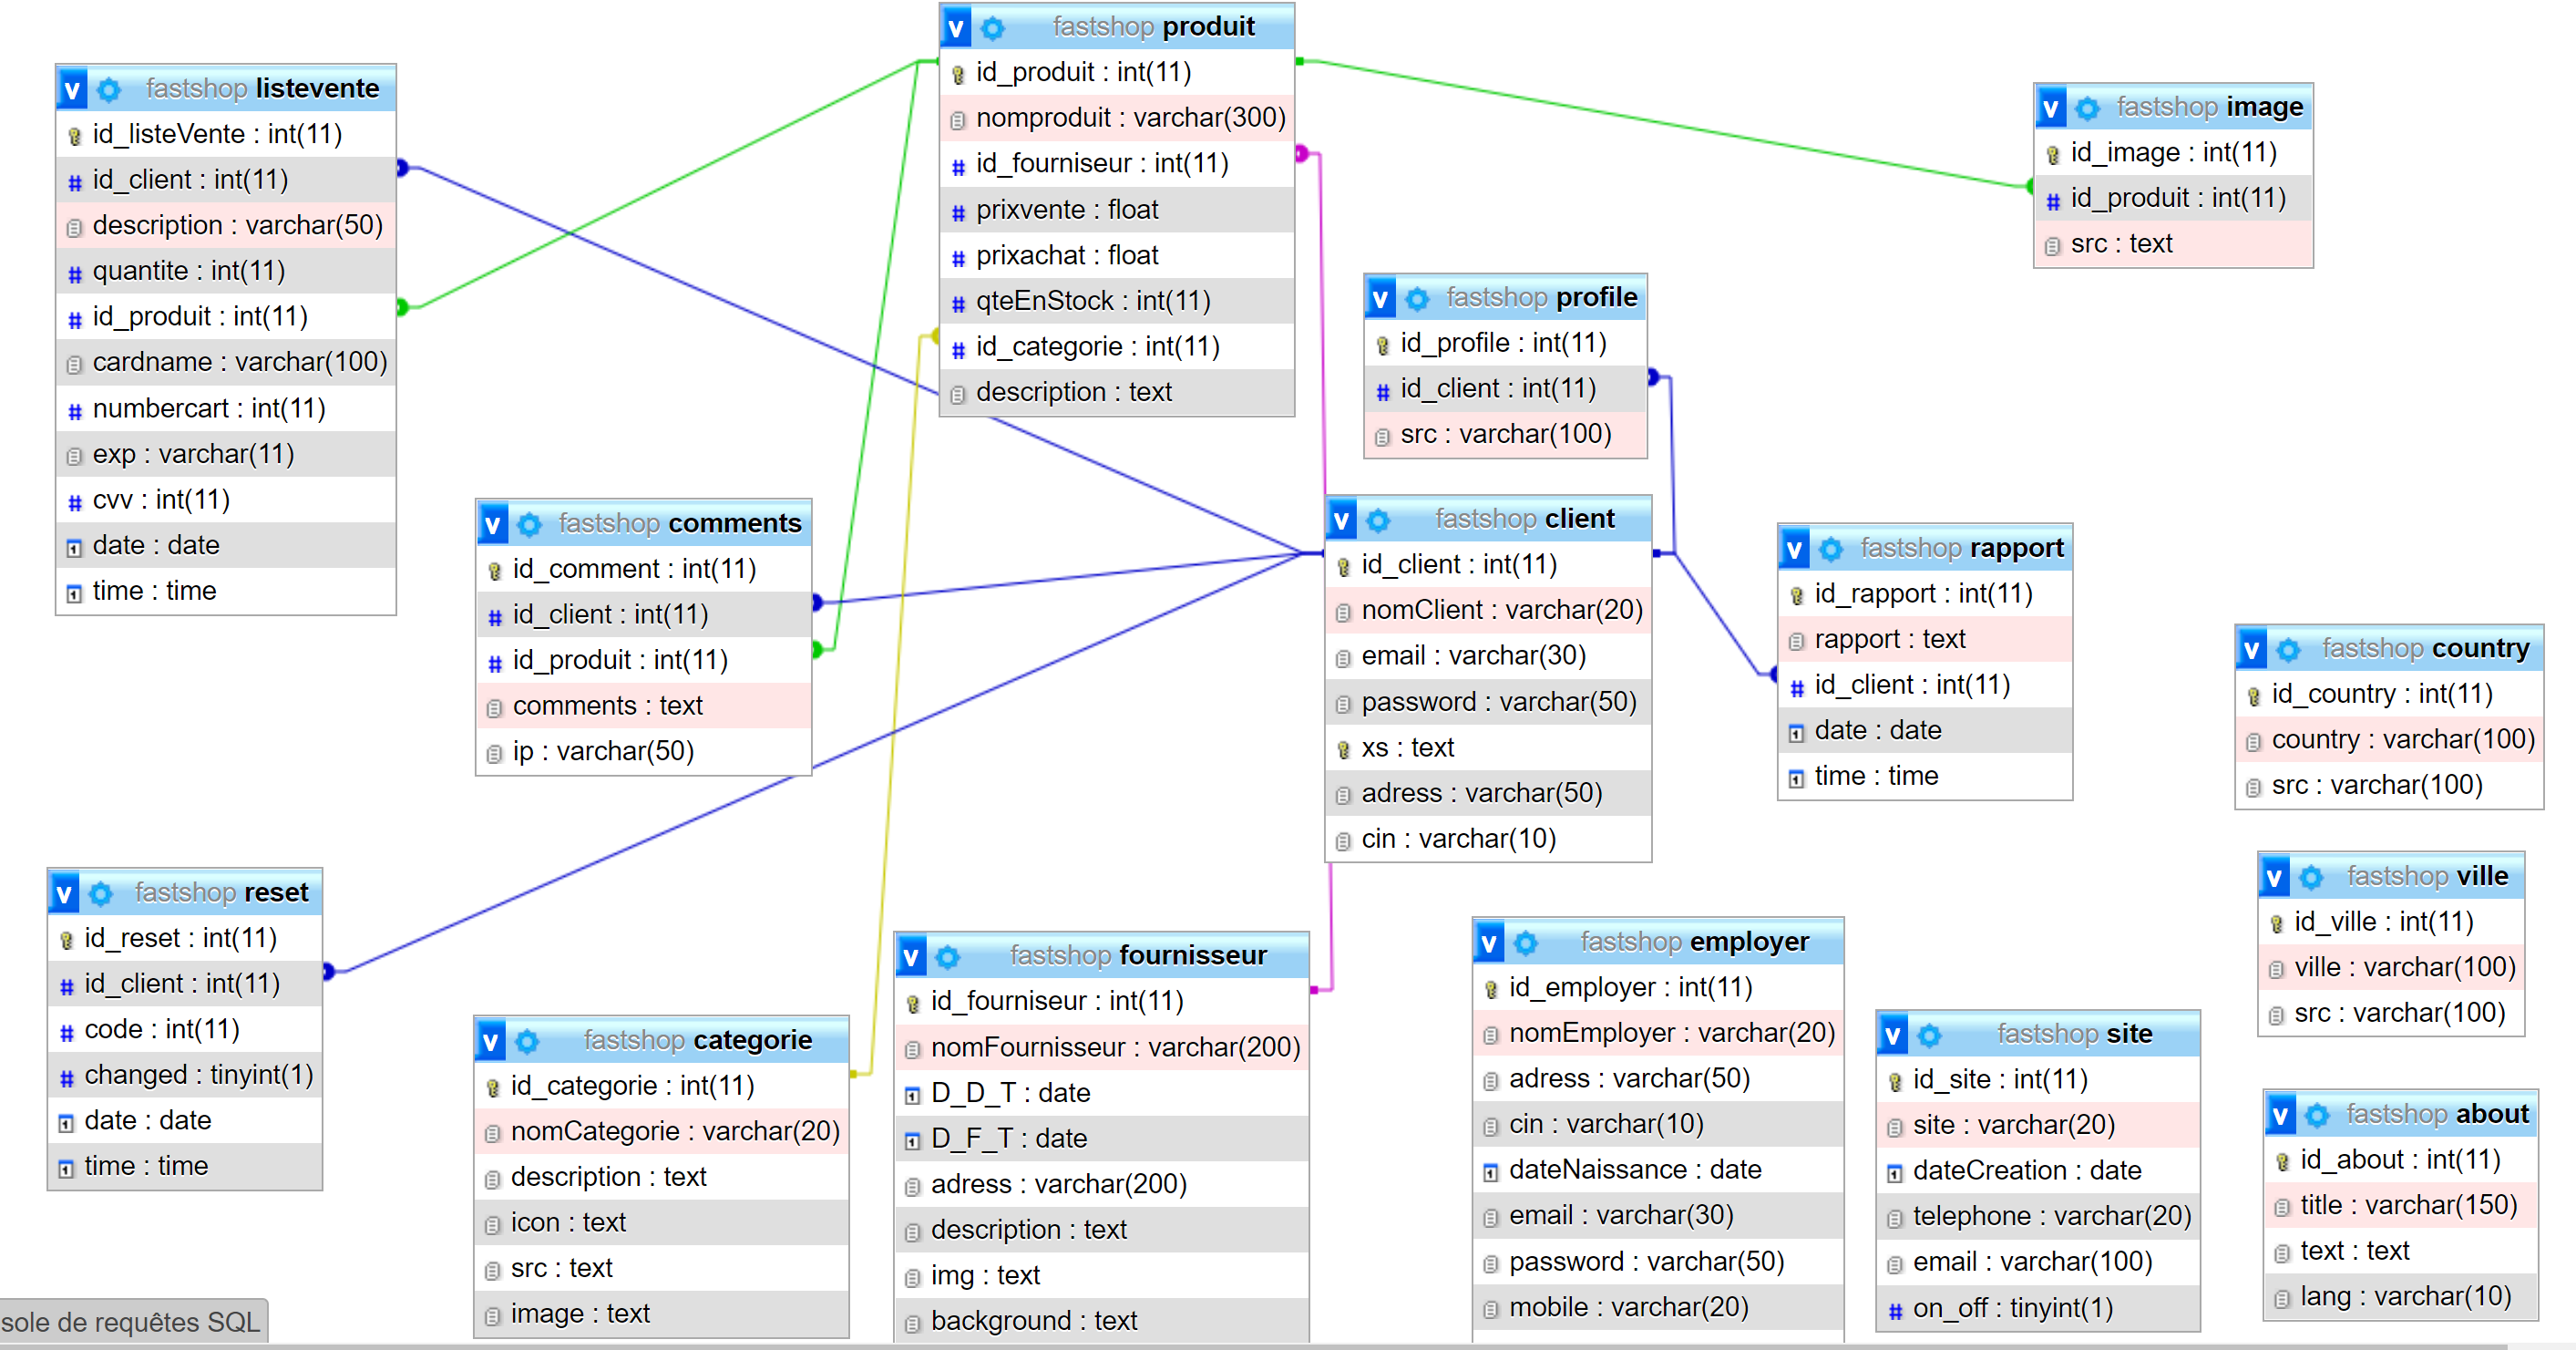 fastshop produit
id_produit : int(11)
nomproduit : varchar(300)
id_fourniseur : int(11)
prixvente : float
prixachat : float
qteEnStock : int(11)
id_categorie : int(11)
description : text
fastshop listevente
id_listeVente : int(11)
id_client : int(11)
description : varchar(50)
quantite : int(11)
id_produit : int(11)
cardname : varchar(100)
numbercart : int(11)
exp : varchar(11)
cvv : int(11)
date : date
time : time
fastshop image
id_image : int(11)
id_produit : int(11)
src : text
fastshop profile
id_profile : int(11)
id_client : int(11)
src : varchar(100)
fastshop comments
id_comment : int(11)
id_client : int(11)
id_produit : int(11)
comments : text
ip : varchar(50)
fastshop client
id_client : int(11)
nomClient : varchar(20)
email : varchar(30)
password : varchar(50)
xs : text
adress : varchar(50)
cin : varchar(10)
fastshop rapport
id_rapport : int(11)
rapport : text
id_client : int(11)
date : date
time : time
fastshop country
id_country : int(11)
country : varchar(100)
src : varchar(100)
fastshop ville
id_ville : int(11)
ville : varchar(100)
src : varchar(100)
fastshop reset
id_reset : int(11)
id_client : int(11)
code : int(11)
changed : tinyint(1)
date : date
time : time
fastshop categorie
id_categorie : int(11)
nomCategorie : varchar(20)
description : text
icon : text
src : text
image : text
fastshop fournisseur
id_fourniseur : int(11)
nomFournisseur : varchar(200)
D_D_T : date
D_F_T : date
adress : varchar(200)
description : text
img : text
background : text
fastshop employer
id_employer : int(11)
nomEmployer : varchar(20)
adress : varchar(50)
cin : varchar(10)
dateNaissance : date
email : varchar(30)
password : varchar(50)
mobile : varchar(20)
fastshop site
id_site : int(11)
site : varchar(20)
dateCreation : date
telephone : varchar(20)
email : varchar(100)
on_off : tinyint(1)
fastshop about
id_about : int(11)
title : varchar(150)
text : text
lang : varchar(10)
sole de requêtes SQL